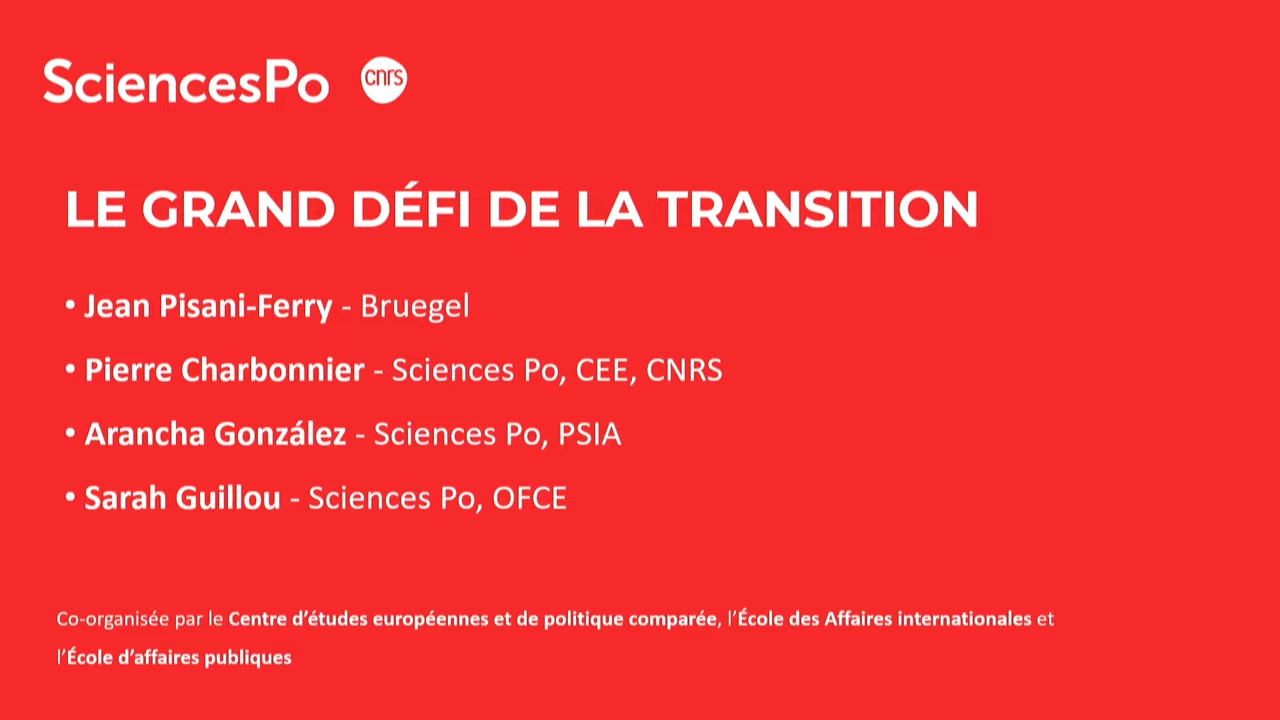 SciencesPo cnrs
LE GRAND DÉFI DE LA TRANSITION
• Jean Pisani-Ferry - Bruegel
• Pierre Charbonnier - Sciences Po, CEE, CNRS
• Arancha González - Sciences Po, PSIA
• Sarah Guillou - Sciences Po, OFCE
Co-organisée par le Centre d’études européennes et de politique comparée, l’École des Affaires internationales et
l’École d’affaires publiques